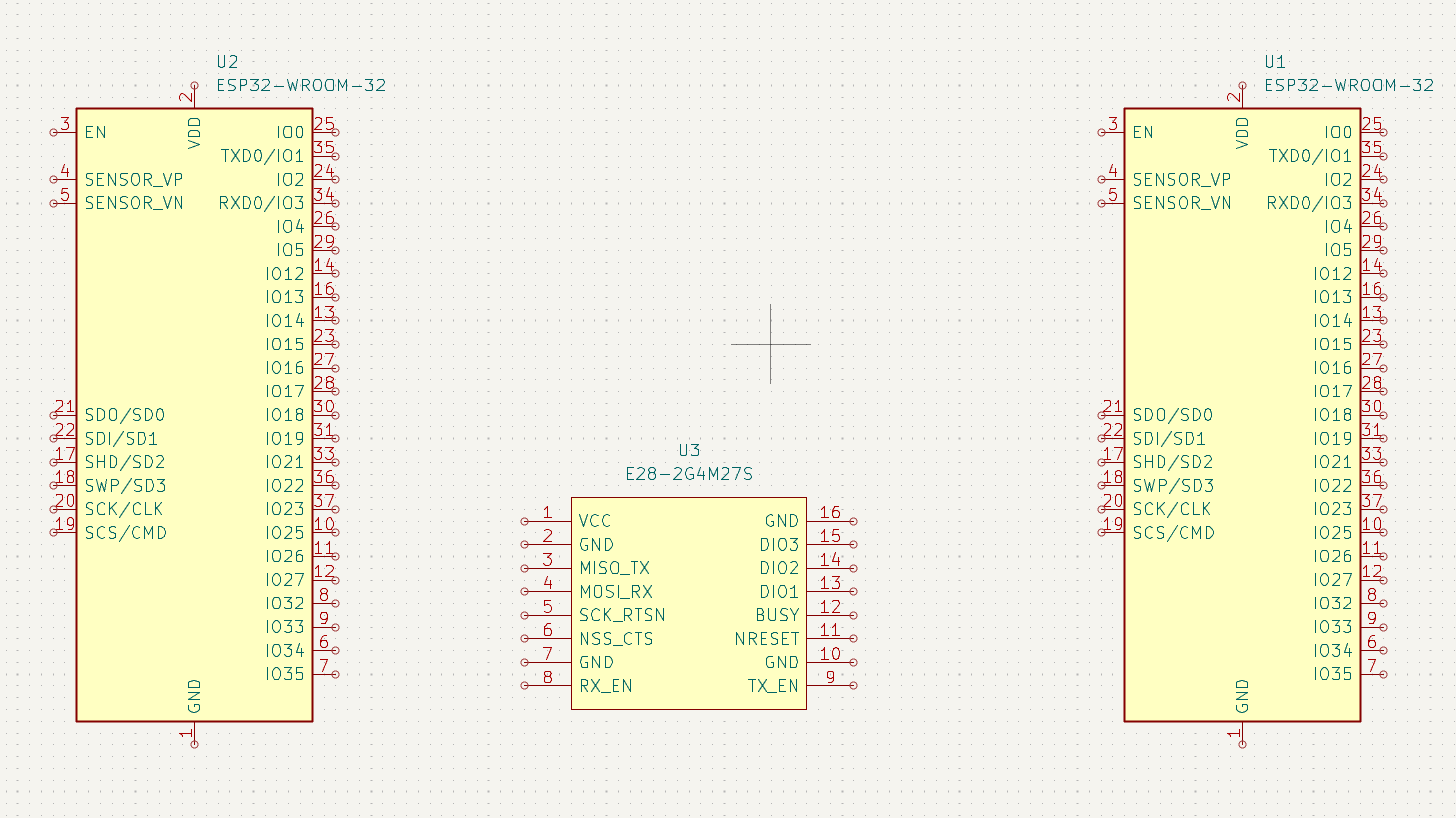 U2
ESP32-WROOM-32
2
VDD
3 EN
4 SENSOR_VP
5 SENSOR_VN
21 SDO/SD0
22 SDI/SD1
17 SHD/SD2
18 SWP/SD3
20 SCK/CLK
19 SCS/CMD
IO0 25
TXD0/IO1 35
IO2 24
RXD0/IO3 34
IO4 26
IO5 29
IO12 14
IO13 16
IO14 13
IO15 23
IO16 27
IO17 28
IO18 30
IO19 31
IO21 33
IO22 36
IO23 37
IO25 10
IO26 11
IO27 12
IO32 8
IO33 9
IO34 6
IO35 7
GND
1
U3
E28-2G4M27S
1 VCC
2 GND
3 MISO_TX
4 MOSI_RX
5 SCK_RTSN
6 NSS_CTS
7 GND
8 RX_EN
GND 16
DIO3 15
DIO2 14
DIO1 13
BUSY 12
NRESET 11
GND 10
TX_EN 9
U1
ESP32-WROOM-32
2
VDD
3 EN
4 SENSOR_VP
5 SENSOR_VN
21 SDO/SD0
22 SDI/SD1
17 SHD/SD2
18 SWP/SD3
20 SCK/CLK
19 SCS/CMD
IO0 25
TXD0/IO1 35
IO2 24
RXD0/IO3 34
IO4 26
IO5 29
IO12 14
IO13 16
IO14 13
IO15 23
IO16 27
IO17 28
IO18 30
IO19 31
IO21 33
IO22 36
IO23 37
IO25 10
IO26 11
IO27 12
IO32 8
IO33 9
IO34 6
IO35 7
GND
1